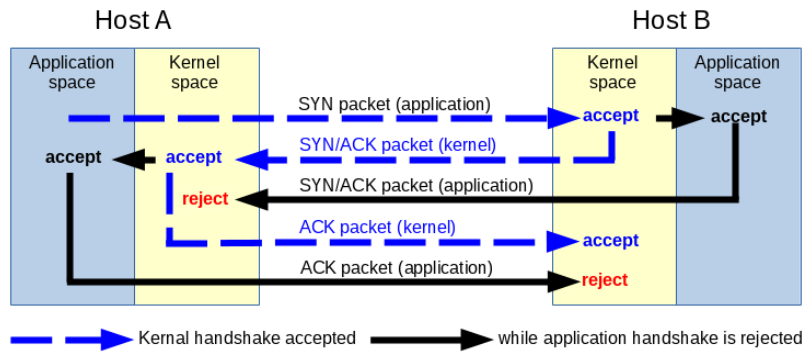 Host A
Host B
Application space
Kernel space
Kernel space
Application space
SYN packet (application)
accept
accept
SYN/ACK packet (kernel)
accept
accept
SYN/ACK packet (application)
reject
ACK packet (kernel)
accept
ACK packet (application)
reject
Kernal handshake accepted
while application handshake is rejected